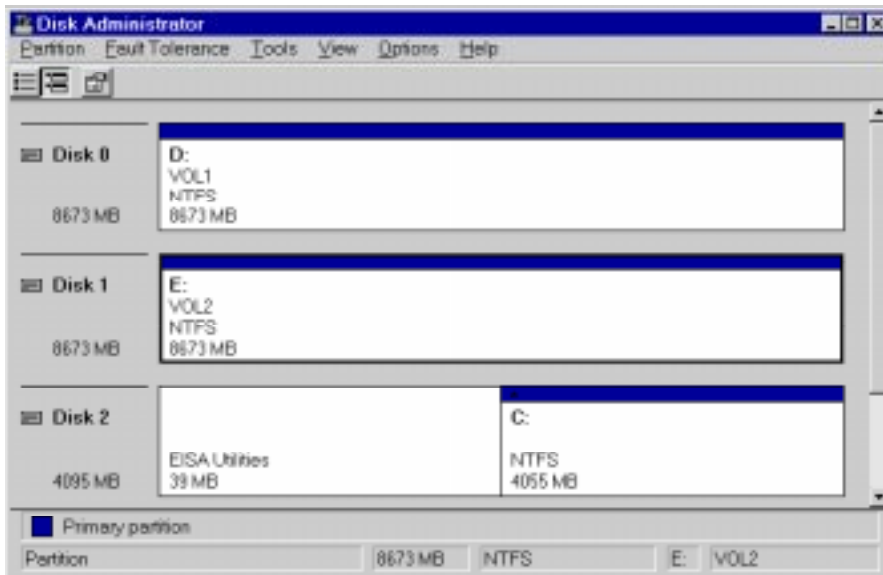 Disk Administrator
Partition Fault Tolerance Tools View Options Help
Disk 0
8673 MB
D:
VOL1
NTFS
8673 MB
Disk 1
8673 MB
E:
VOL2
NTFS
8673 MB
Disk 2
4095 MB
EISA Utilities
39 MB
C:
NTFS
4055 MB
Primary partition
Partition 8673 MB NTFS E: VOL2